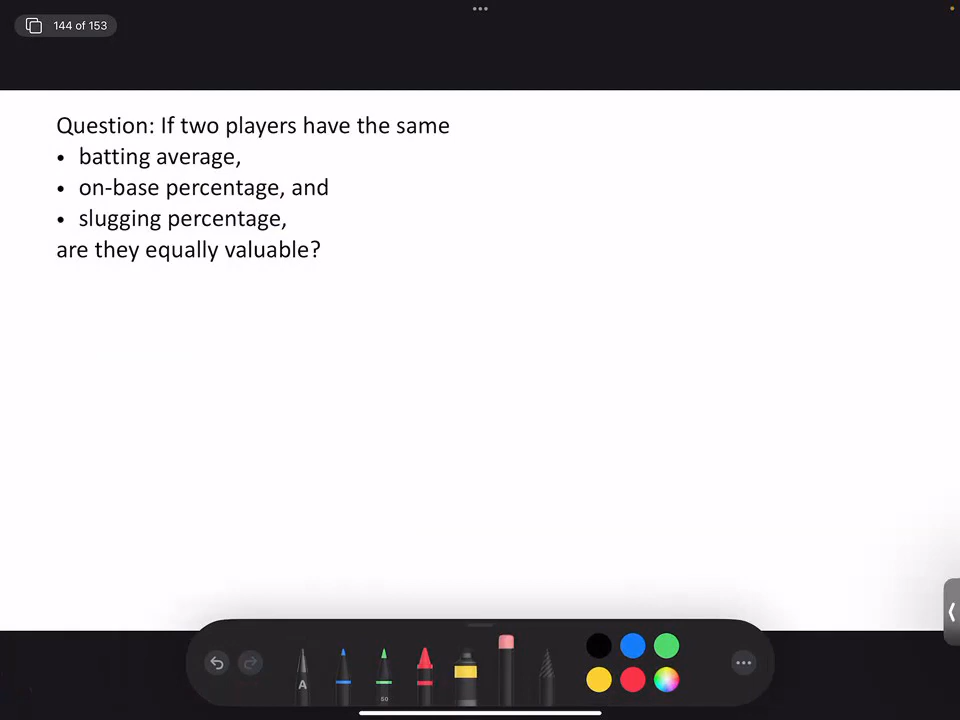 144 of 153
Question: If two players have the same
• batting average,
• on-base percentage, and
• slugging percentage,
are they equally valuable?
A
50